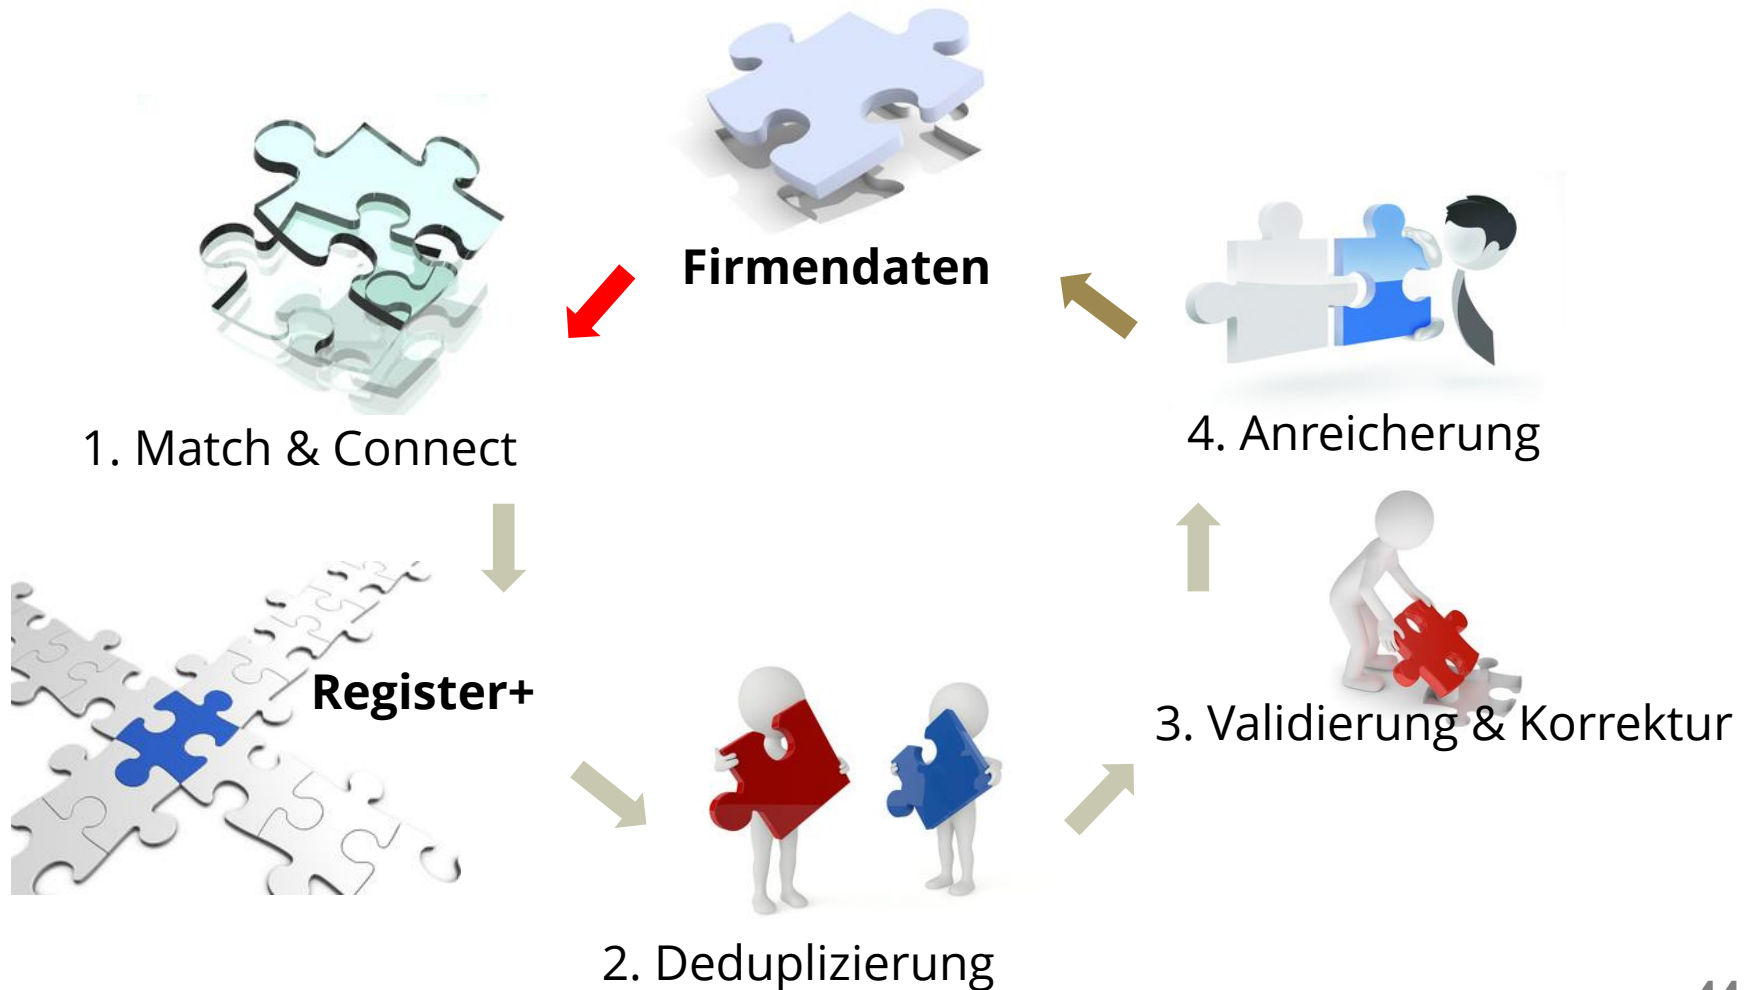 Firmendaten
1. Match & Connect
4. Anreicherung
Register+
3. Validierung & Korrektur
2. Deduplizierung